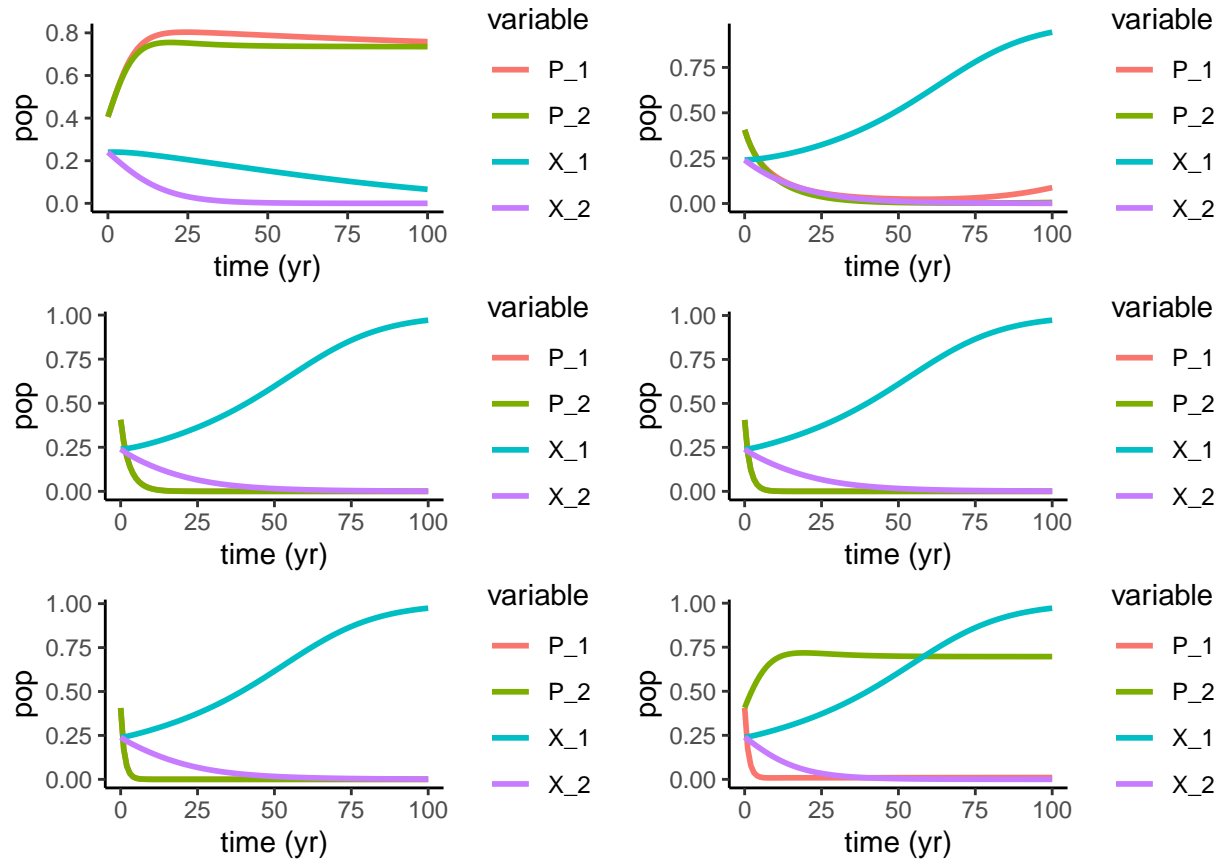 variable
pop
0.8
0.6
0.4
0.2
0.0
0 25 50 75 100
time (yr)
P_1
P_2
X_1
X_2
variable
pop
0.75
0.50
0.25
0.00
0 25 50 75 100
time (yr)
P_1
P_2
X_1
X_2
variable
pop
1.00
0.75
0.50
0.25
0.00
0 25 50 75 100
time (yr)
P_1
P_2
X_1
X_2
variable
pop
1.00
0.75
0.50
0.25
0.00
0 25 50 75 100
time (yr)
P_1
P_2
X_1
X_2
variable
pop
1.00
0.75
0.50
0.25
0.00
0 25 50 75 100
time (yr)
P_1
P_2
X_1
X_2
variable
pop
1.00
0.75
0.50
0.25
0.00
0 25 50 75 100
time (yr)
P_1
P_2
X_1
X_2